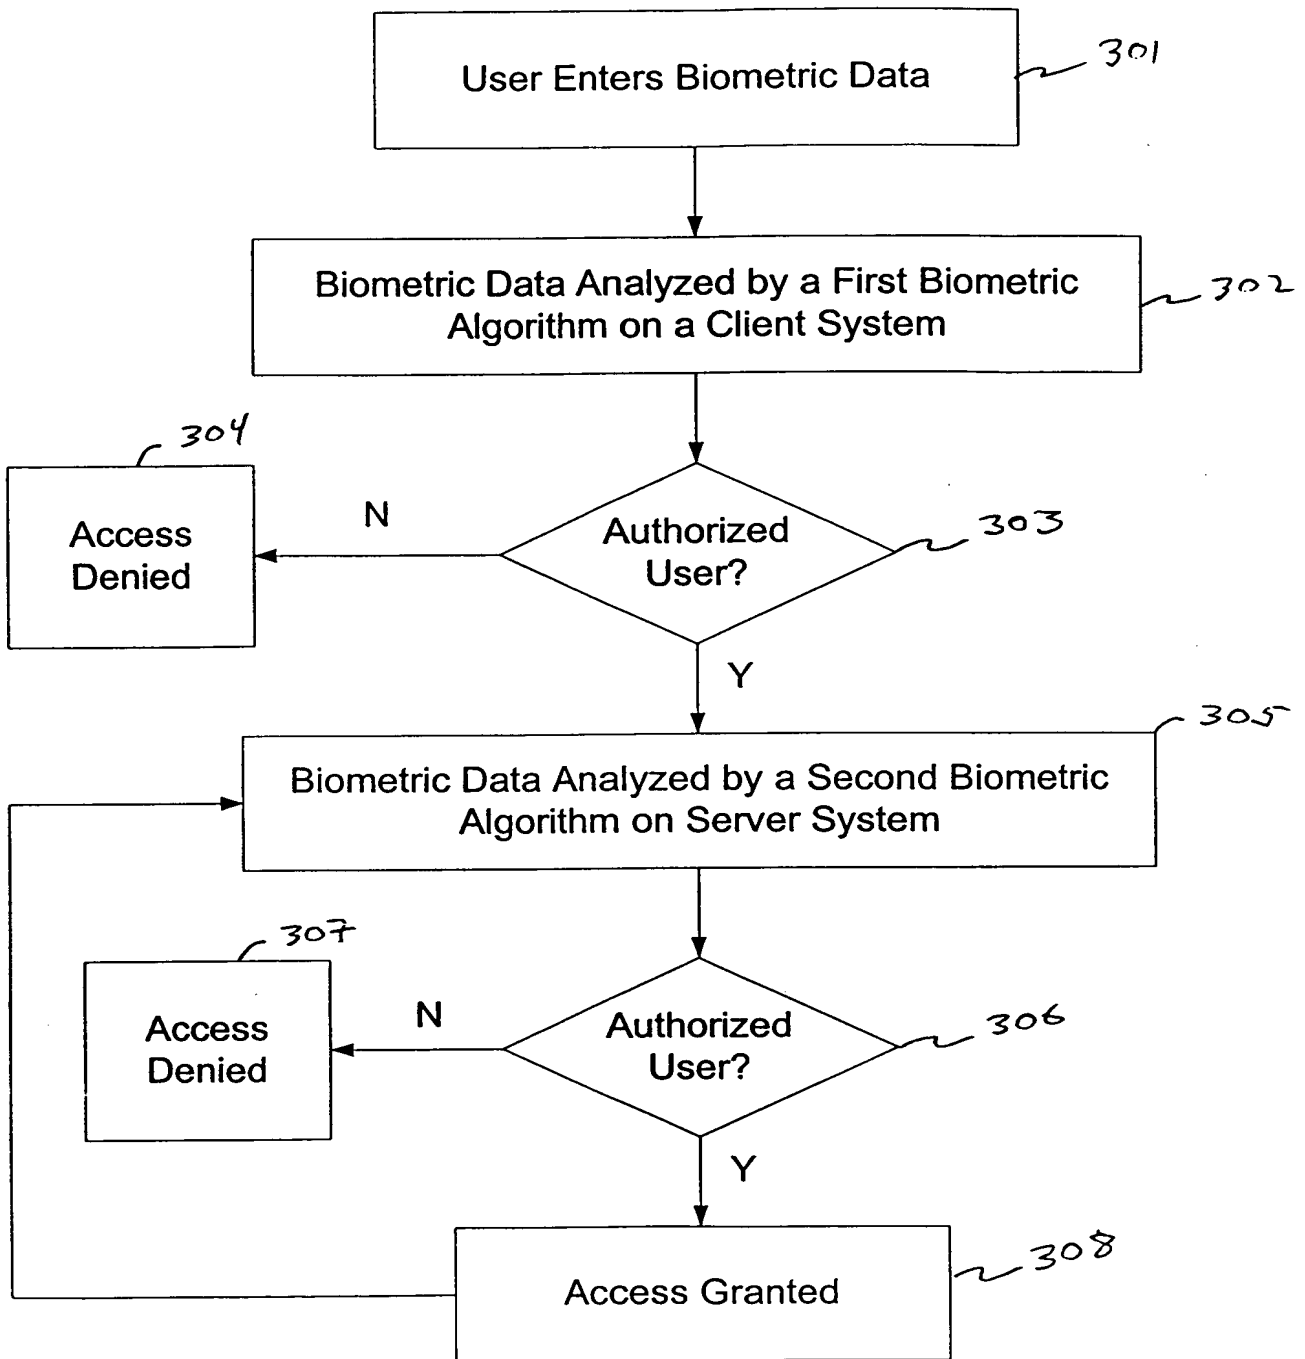 User Enters Biometric Data
301
Biometric Data Analyzed by a First Biometric
Algorithm on a Client System
302
304
Access
Denied
N
Authorized
User?
303
Y
305
Biometric Data Analyzed by a Second Biometric
Algorithm on Server System
307
Access
Denied
N
Authorized
User?
306
Y
Access Granted
308